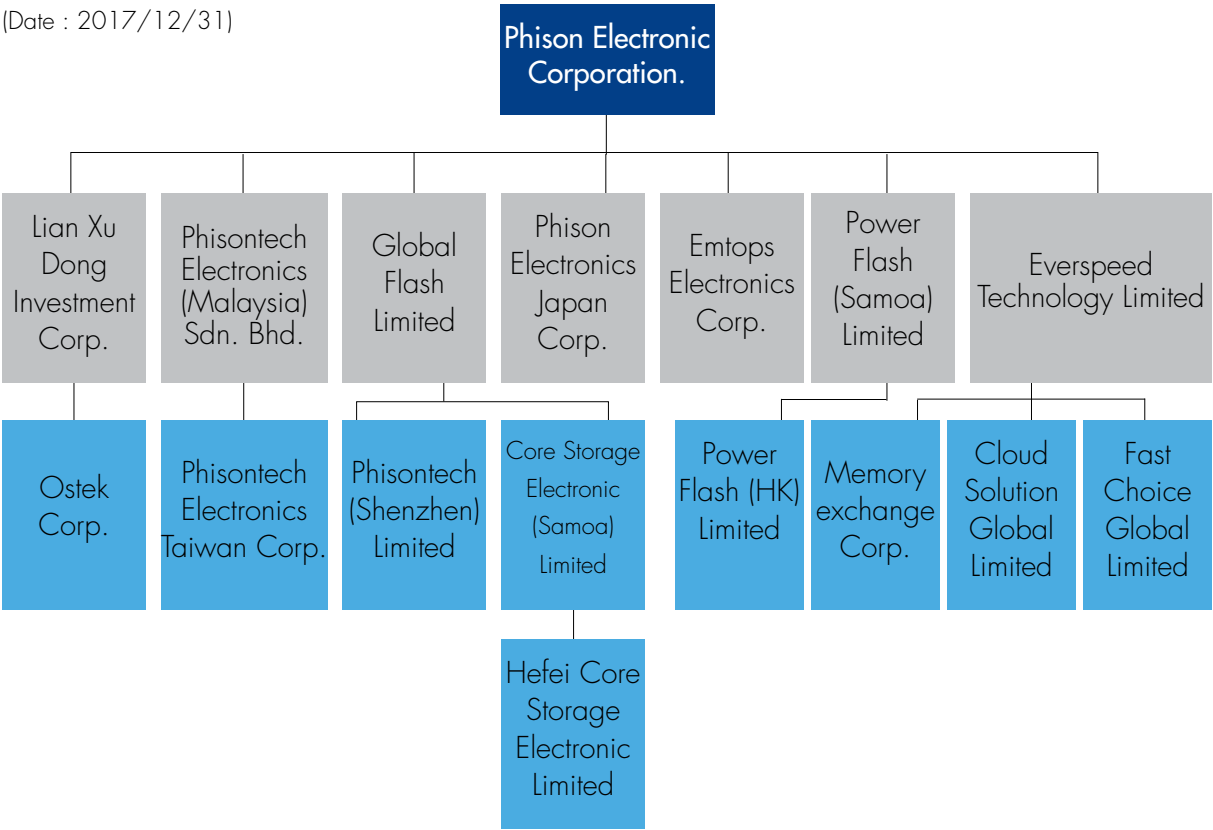 (Date : 2017/12/31)
Phison Electronic
Corporation.
Lian Xu
Dong
Investment
Corp.
Phisontech
Electronics
(Malaysia)
Sdn. Bhd.
Global
Flash
Limited
Phison
Electronics
Japan
Corp.
Emtops
Electronics
Corp.
Power
Flash
(Samoa)
Limited
Everspeed
Technology Limited
Ostek
Corp.
Phisontech
Electronics
Taiwan Corp.
Phisontech
(Shenzhen)
Limited
Core Storage
Electronic
(Samoa)
Limited
Power
Flash (HK)
Limited
Memory
exchange
Corp.
Cloud
Solution
Global
Limited
Fast
Choice
Global
Limited
Hefei Core
Storage
Electronic
Limited